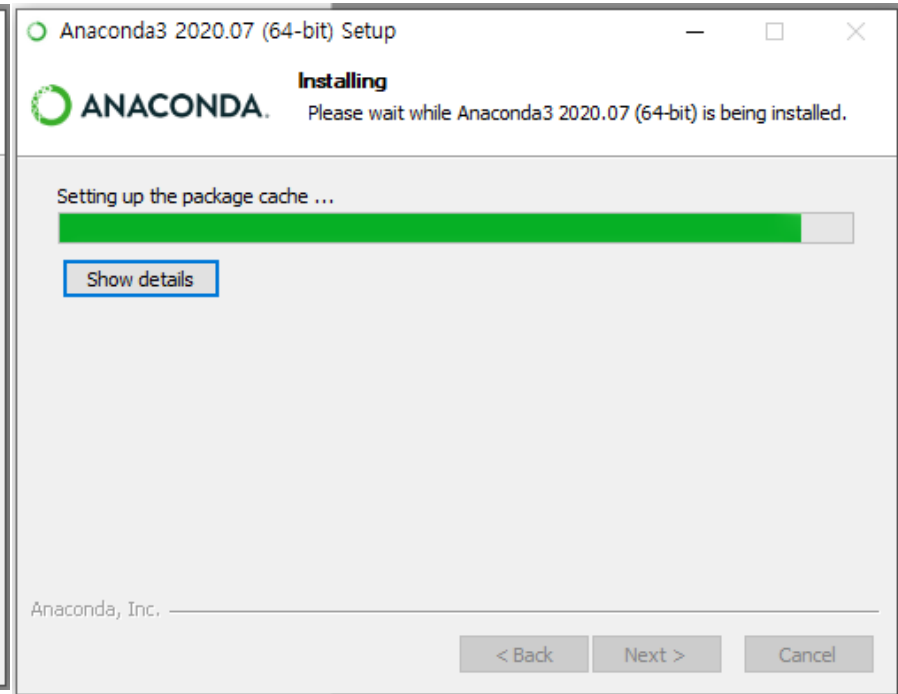 Anaconda3 2020.07 (64-bit) Setup
ANACONDA.
Installing
Please wait while Anaconda3 2020.07 (64-bit) is being installed.
Setting up the package cache ...
Show details
Anaconda, Inc.
< Back
Next >
Cancel